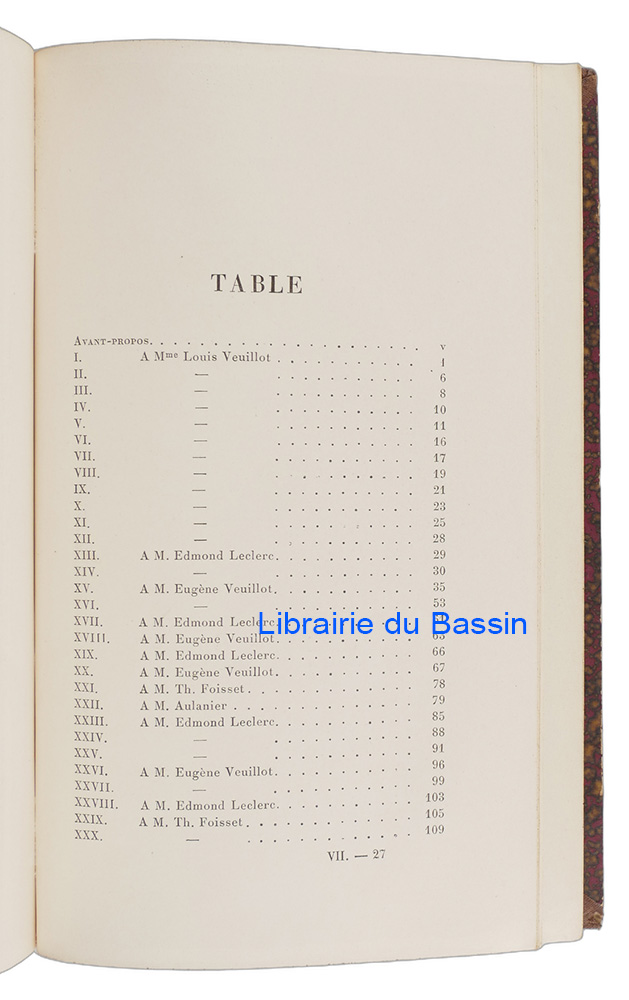 TABLE
AVANT-PROPOS. . . . . . . . . . . . . . . . . . . v
I. A Mme Louis Veuillot . . . . . . . . . . 1
II. — . . . . . . . . . . 6
III. — . . . . . . . . . . 8
IV. — . . . . . . . . . . 10
V. — . . . . . . . . . . 11
VI. — . . . . . . . . . . 16
VII. — . . . . . . . . . . 17
VIII. — . . . . . . . . . . 19
IX. — . . . . . . . . . . 21
X. — . . . . . . . . . . 23
XI. — . . . . . . . . . . 25
XII. — . . . . . . . . . . 28
XIII. A M. Edmond Leclerc. . . . . . . . . . 29
XIV. — . . . . . . . . . . 30
XV. A M. Eugène Veuillot. . . . . . . . . . 35
XVI. — . . . . . . . . . . 53
XVII. A M. Edmond Leclerc.
Librairie du Bassin
XVIII. A M. Eugène Veuillot. . . . . . . . . .
XIX. A M. Edmond Leclerc. . . . . . . . . . 66
XX. A M. Eugène Veuillot. . . . . . . . . . 67
XXI. A M. Th. Foisset . . . . . . . . . . . 78
XXII. A M. Aulanier . . . . . . . . . . . . 79
XXIII. A M. Edmond Leclerc. . . . . . . . . . 85
XXIV. — . . . . . . . . . . 88
XXV. — . . . . . . . . . . 91
XXVI. A M. Eugène Veuillot. . . . . . . . . . 96
XXVII. — . . . . . . . . . . 99
XXVIII. A M. Edmond Leclerc. . . . . . . . . . 103
XXIX. A M. Th. Foisset . . . . . . . . . . . 105
XXX. — . . . . . . . . . . 109
VII. — 27